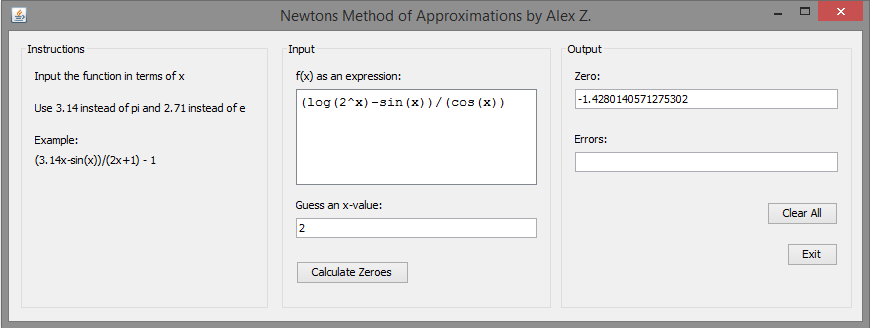 Newtons Method of Approximations by Alex Z.
Instructions
Input the function in terms of x
Use 3.14 instead of pi and 2.71 instead of e
Example:
(3.14x-sin(x))/(2x+1) - 1
Input
f(x) as an expression:
(log(2^x)-sin(x))/(cos(x))
Guess an x-value:
2
Calculate Zeroes
Output
Zero:
-1.4280140571275302
Errors:
Clear All
Exit